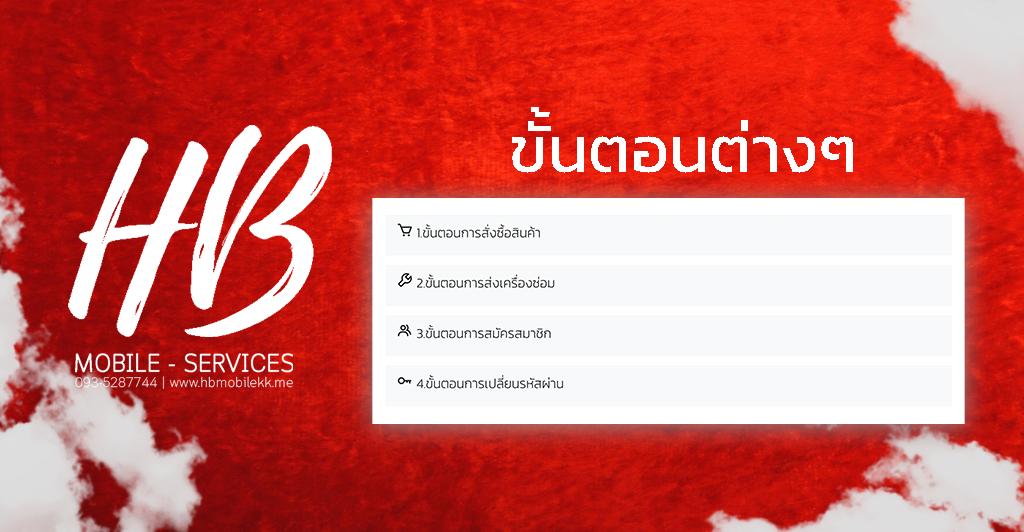 HB
MOBILE - SERVICES
093-5287744 | www.hbmobilekk.me
ขั้นตอนต่างๆ
1.ขั้นตอนการสั่งซื้อสินค้า
2.ขั้นตอนการส่งเครื่องซ่อม
3.ขั้นตอนการสมัครสมาชิก
4.ขั้นตอนการเปลี่ยนรหัสผ่าน